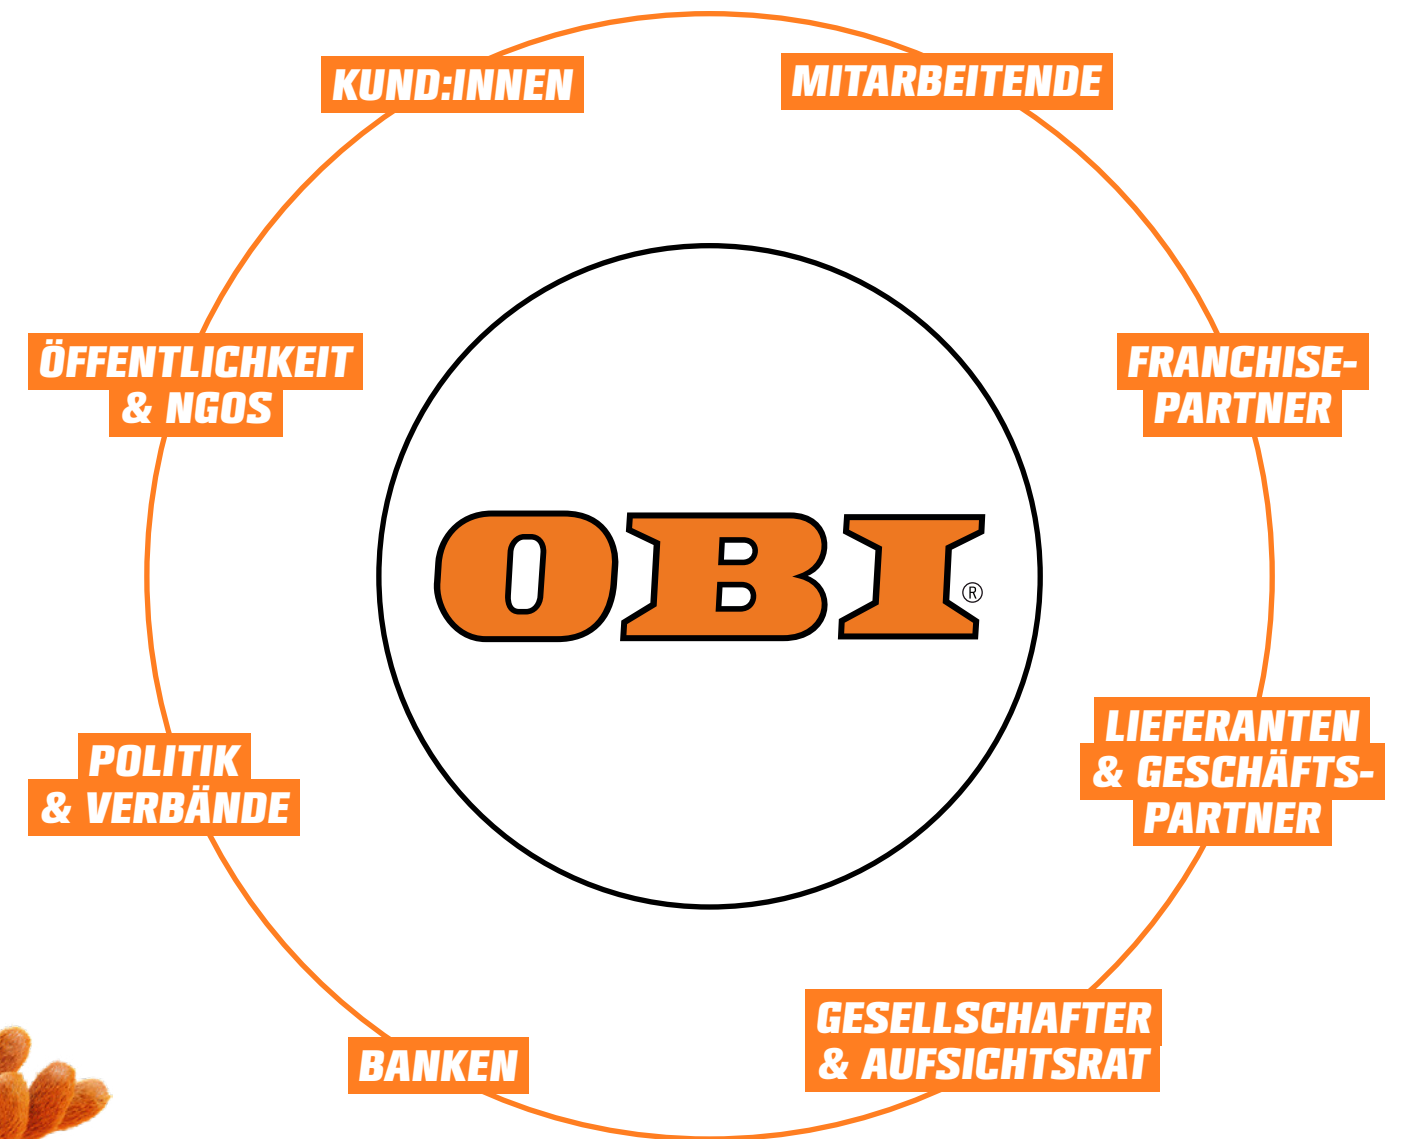 KUND:INNEN
MITARBEITENDE
ÖFFENTLICHKEIT
& NGOS
FRANCHISE-
PARTNER
OBI
®
LIEFERANTEN
& GESCHÄFTS-
PARTNER
POLITIK
& VERBÄNDE
GESELLSCHAFTER
& AUFSICHTSRAT
BANKEN